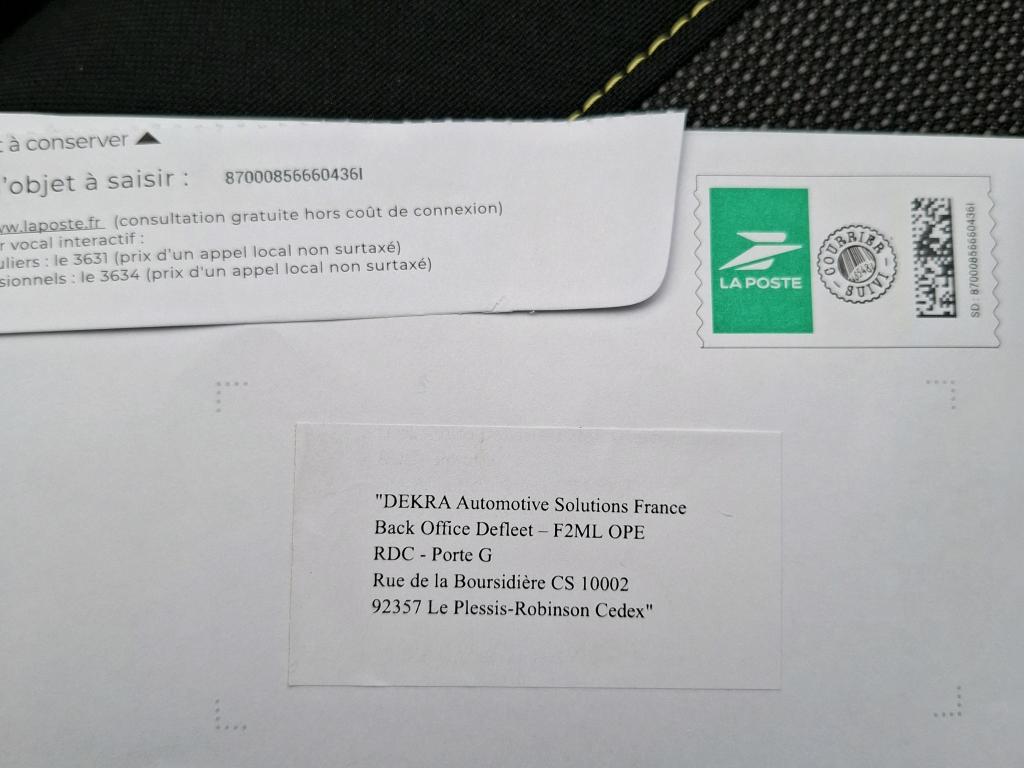 à conserver
'objet à saisir : 87000856660436I
ww.laposte.fr (consultation gratuite hors coût de connexion)
r vocal interactif :
uliers : le 3631 (prix d'un appel local non surtaxé)
sionnels : le 3634 (prix d'un appel local non surtaxé)
LA POSTE
COURRIER
SUIVI
SD : 87000856660436I
"DEKRA Automotive Solutions France
Back Office Defleet – F2ML OPE
RDC - Porte G
Rue de la Boursidière CS 10002
92357 Le Plessis-Robinson Cedex"